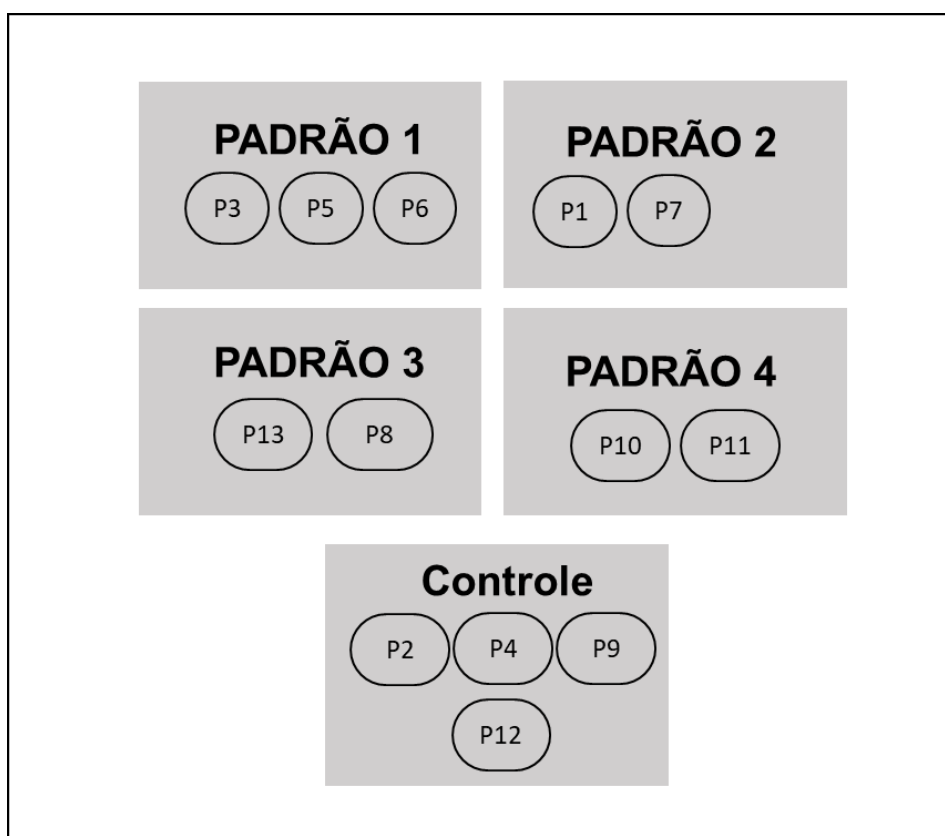 PADRÃO 1
P3 P5 P6
PADRÃO 2
P1 P7
PADRÃO 3
P13 P8
PADRÃO 4
P10 P11
Controle
P2 P4 P9
P12